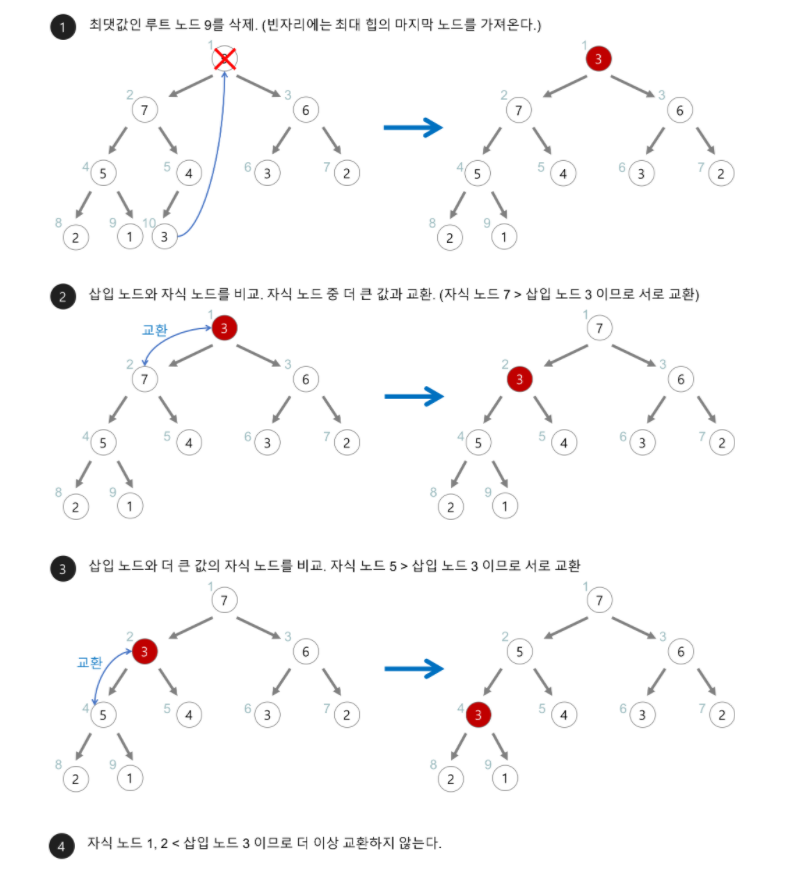 1 최댓값인 루트 노드 9를 삭제. (빈자리에는 최대 힙의 마지막 노드를 가져온다.)
1 1
3
2 3 2 3
7 6 7 6
4 5 6 7 4 5 6 7
5 4 3 2 5 4 3 2
8 9 10 8 9
2 1 3 2 1
2 삽입 노드와 자식 노드를 비교. 자식 노드 중 더 큰 값과 교환. (자식 노드 7 > 삽입 노드 3 이므로 서로 교환)
1 1
교환 3 7
2 3 2 3
7 6 3 6
4 5 6 7 4 5 6 7
5 4 3 2 5 4 3 2
8 9 8 9
2 1 2 1
3 삽입 노드와 더 큰 값의 자식 노드를 비교. 자식 노드 5 > 삽입 노드 3 이므로 서로 교환
1 1
7 7
2 3 2 3
교환 3 6 5 6
4 5 6 7 4 5 6 7
5 4 3 2 3 4 3 2
8 9 8 9
2 1 2 1
4 자식 노드 1, 2 < 삽입 노드 3 이므로 더 이상 교환하지 않는다.